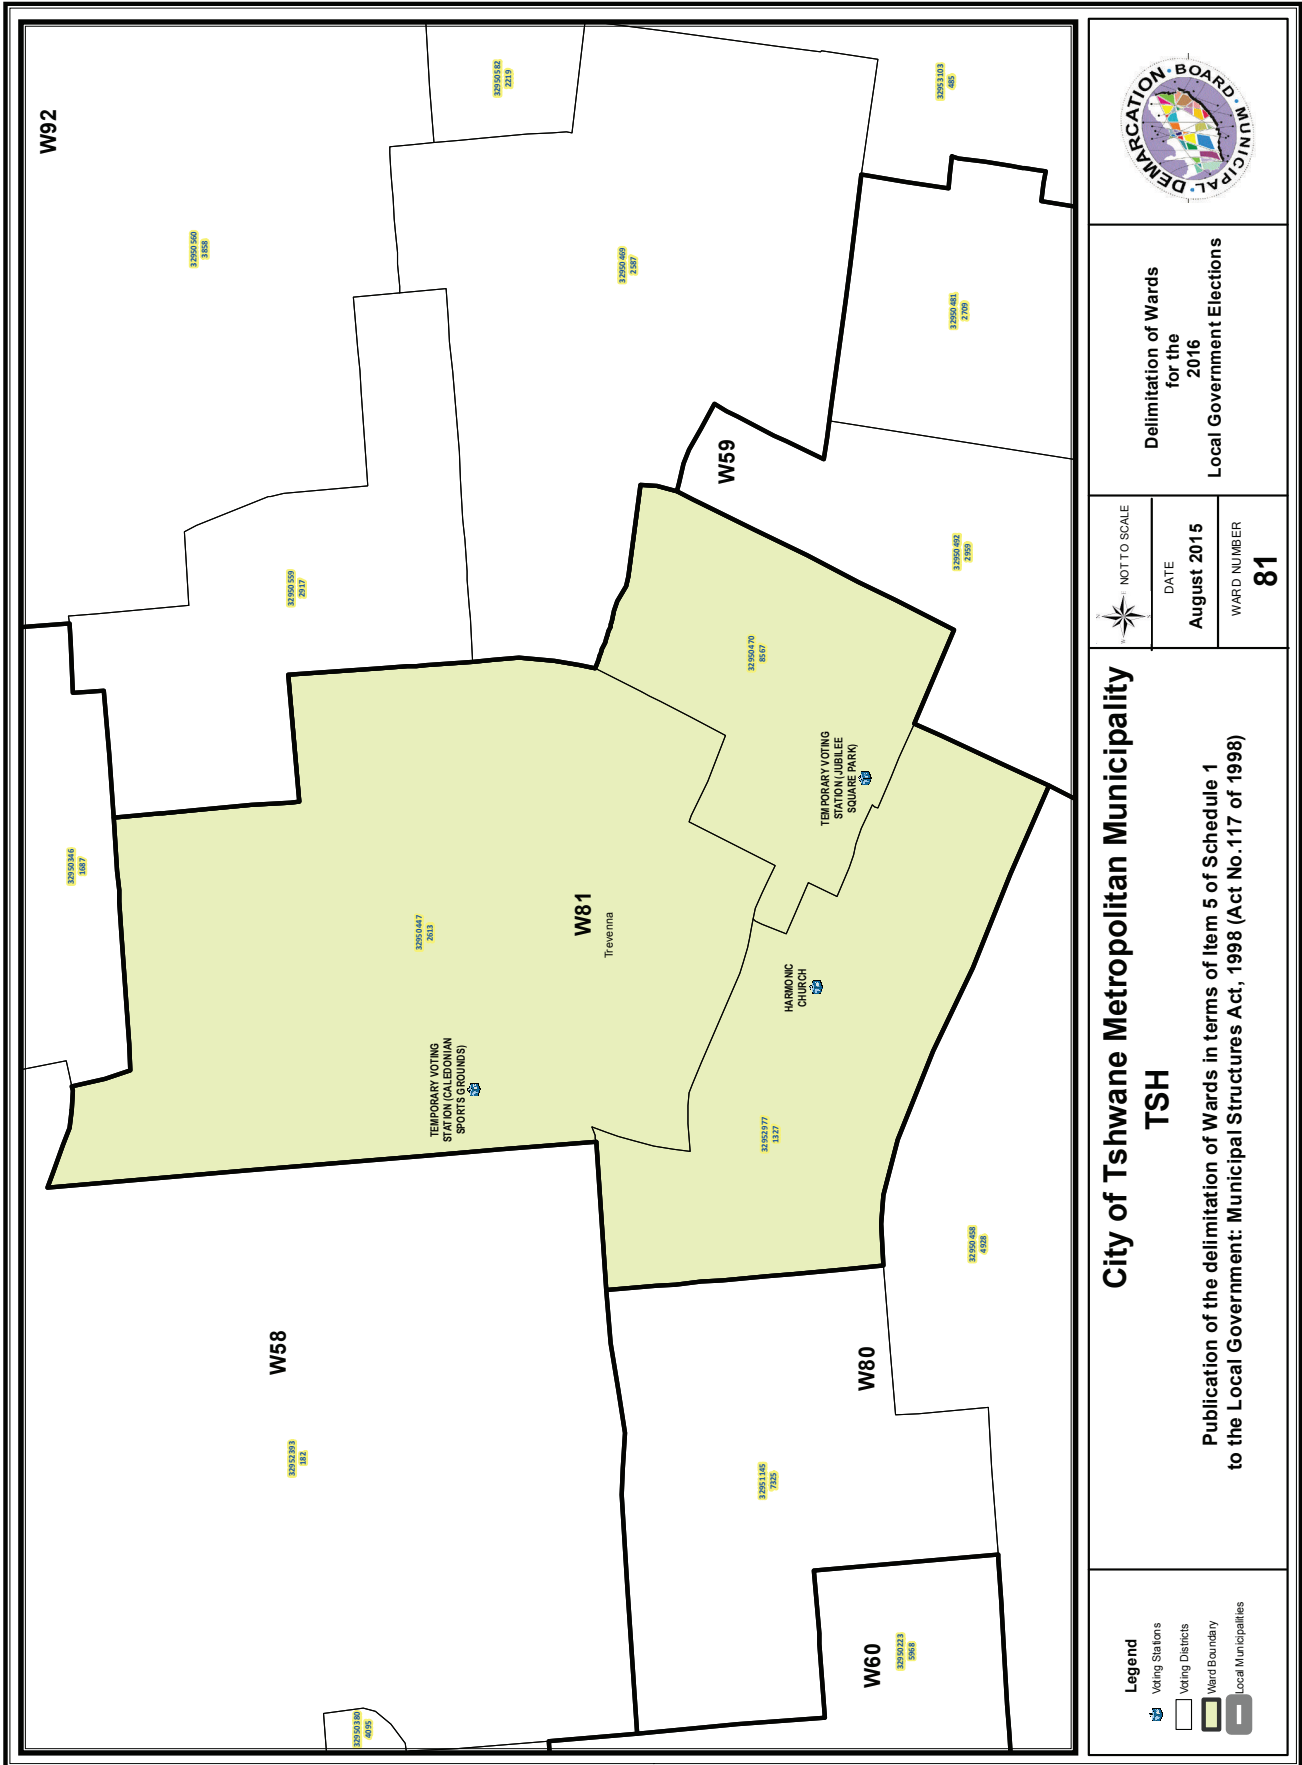 W92
32950582
2219
32953103
485
32950560
3858
32950469
2587
32950481
2709
W59
32950559
2917
32950492
2959
32950470
8567
TEMPORARY VOTING
STATION (JUBILEE
SQUARE PARK)
32950346
1687
32950447
2613
W81
Trevenna
HARMONIC
CHURCH
TEMPORARY VOTING
STATION (CALEDONIAN
SPORTS GROUNDS)
32952977
1327
32950458
4928
W58
W80
32952393
182
32951145
7325
W60
32950223
5968
32950380
4095
Legend
Voting Stations
Voting Districts
Ward Boundary
Local Municipalities
City of Tshwane Metropolitan Municipality
TSH
Publication of the delimitation of Wards in terms of Item 5 of Schedule 1
to the Local Government: Municipal Structures Act, 1998 (Act No.117 of 1998)
NOT TO SCALE
DATE
August 2015
WARD NUMBER
81
Delimitation of Wards
for the
2016
Local Government Elections
MUNICIPAL · DEMARCATION · BOARD